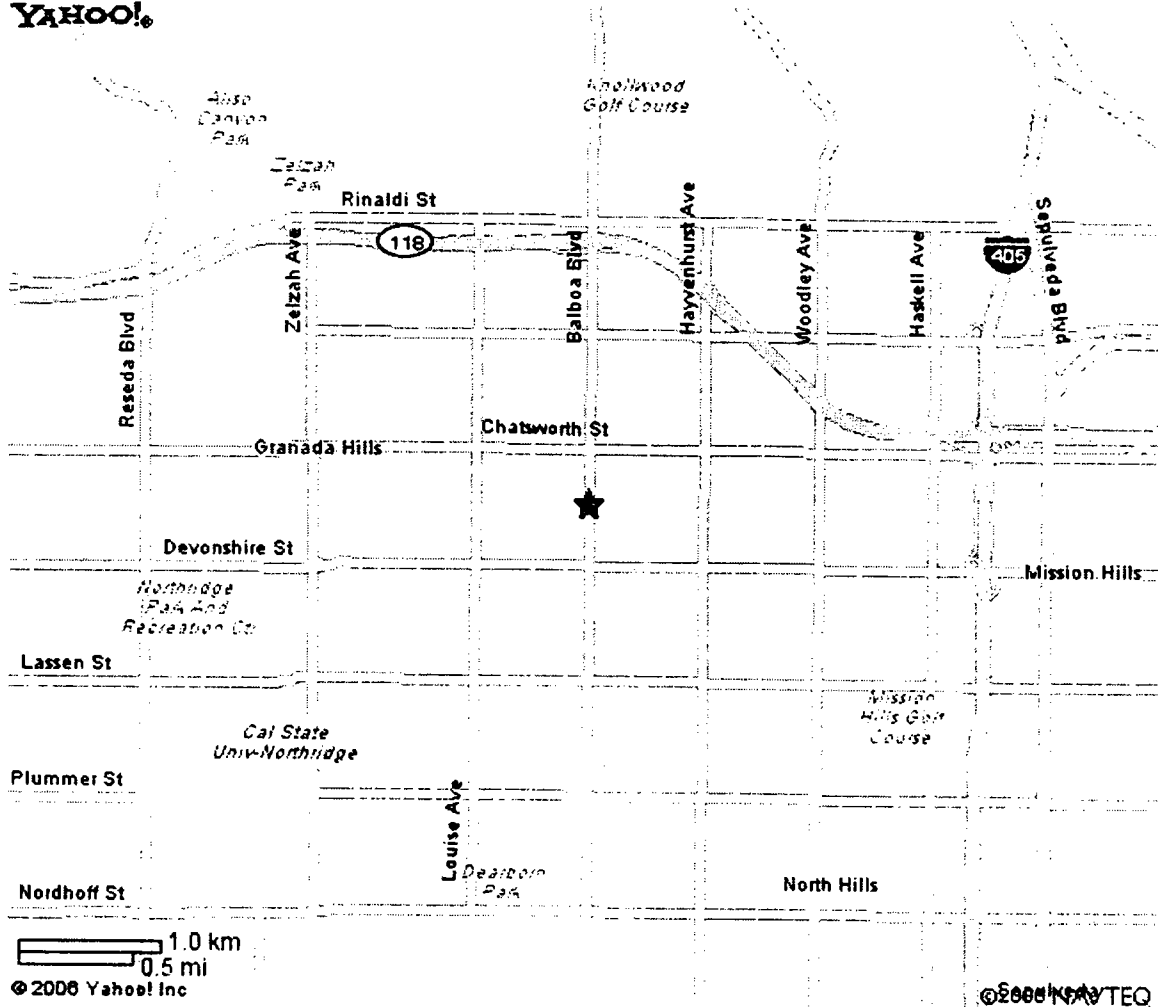 YAHOO!®
Aliso
Canyon
Park
Knollwood
Golf Course
Zelzah
Park
Rinaldi St
118
405
Reseda Blvd
Zelzah Ave
Balboa Blvd
Hayvenhurst Ave
Woodley Ave
Haskell Ave
Sepulveda Blvd
Chatsworth St
Granada Hills
Devonshire St
Mission Hills
Northridge
Park And
Recreation Ctr
Lassen St
Mission
Hills Golf
Course
Cal State
Univ-Northridge
Plummer St
Louise Ave
Dearborn
Park
Nordhoff St
North Hills
1.0 km
0.5 mi
© 2006 Yahoo! Inc
NAVTEQ